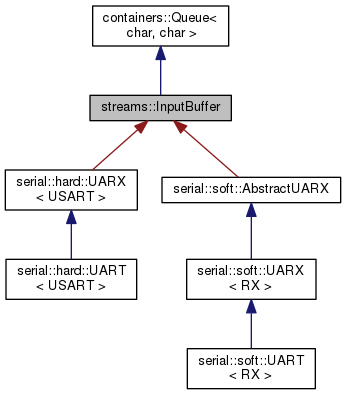 containers::Queue<
char, char >
streams::InputBuffer
serial::hard::UARX
< USART >
serial::soft::AbstractUARX
serial::hard::UART
< USART >
serial::soft::UARX
< RX >
serial::soft::UART
< RX >